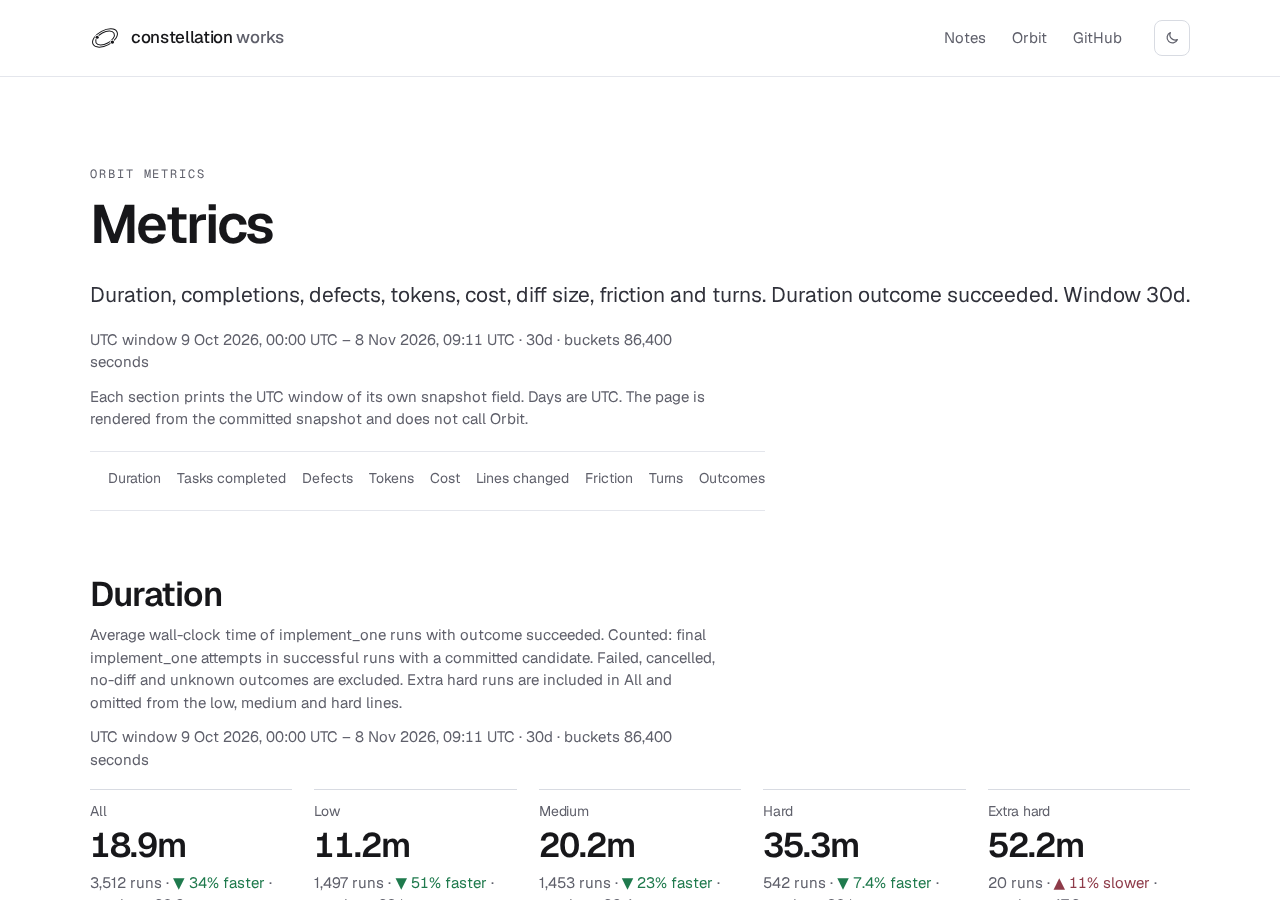 constellation works
Notes
Orbit
GitHub
ORBIT METRICS
Metrics
Duration, completions, defects, tokens, cost, diff size, friction and turns. Duration outcome succeeded. Window 30d.
UTC window 9 Oct 2026, 00:00 UTC – 8 Nov 2026, 09:11 UTC · 30d · buckets 86,400
seconds
Each section prints the UTC window of its own snapshot field. Days are UTC. The page is
rendered from the committed snapshot and does not call Orbit.
Duration Tasks completed Defects Tokens Cost Lines changed Friction Turns Outcomes
Duration
Average wall-clock time of implement_one runs with outcome succeeded. Counted: final
implement_one attempts in successful runs with a committed candidate. Failed, cancelled,
no-diff and unknown outcomes are excluded. Extra hard runs are included in All and
omitted from the low, medium and hard lines.
UTC window 9 Oct 2026, 00:00 UTC – 8 Nov 2026, 09:11 UTC · 30d · buckets 86,400
seconds
All
18.9m
3,512 runs · ▼ 34% faster ·
Low
11.2m
1,497 runs · ▼ 51% faster ·
Medium
20.2m
1,453 runs · ▼ 23% faster ·
Hard
35.3m
542 runs · ▼ 7.4% faster ·
Extra hard
52.2m
20 runs · ▲ 11% slower ·